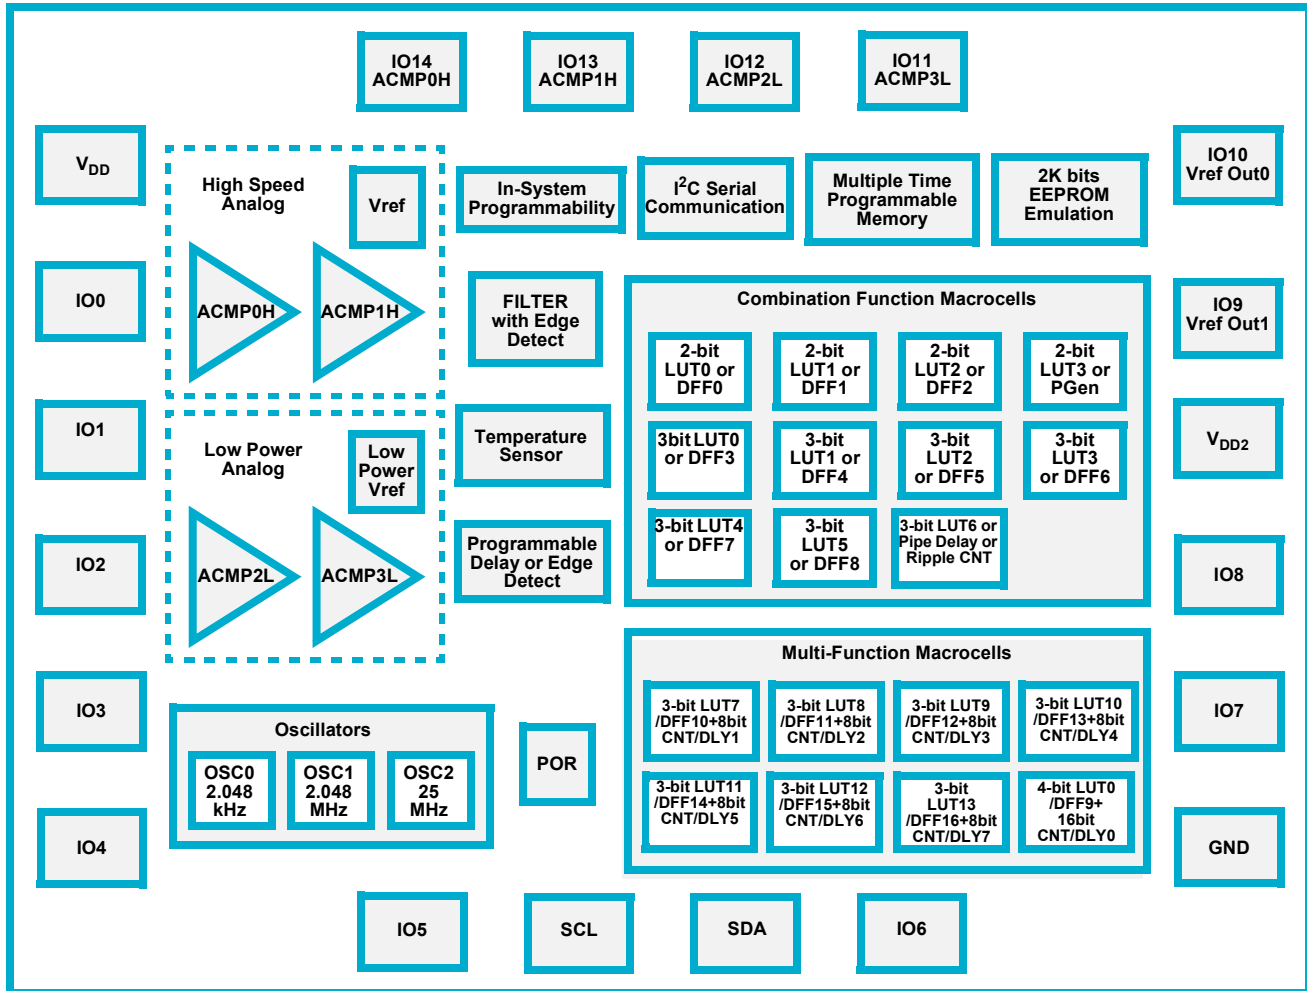 IO14
ACMP0H
IO13
ACMP1H
IO12
ACMP2L
IO11
ACMP3L
VDD
High Speed
Analog
Vref
ACMP0H
ACMP1H
In-System
Programmability
I2C Serial
Communication
Multiple Time
Programmable
Memory
2K bits
EEPROM
Emulation
IO10
Vref Out0
IO0
FILTER
with Edge
Detect
Combination Function Macrocells
2-bit
LUT0 or
DFF0
2-bit
LUT1 or
DFF1
2-bit
LUT2 or
DFF2
2-bit
LUT3 or
PGen
3bit LUT0
or DFF3
3-bit
LUT1 or
DFF4
3-bit
LUT2
or DFF5
3-bit
LUT3
or DFF6
3-bit LUT4
or DFF7
3-bit
LUT5
or DFF8
3-bit LUT6 or
Pipe Delay or
Ripple CNT
IO9
Vref Out1
IO1
Low Power
Analog
Low
Power
Vref
ACMP2L
ACMP3L
Temperature
Sensor
VDD2
IO2
Programmable
Delay or Edge
Detect
IO8
Multi-Function Macrocells
3-bit LUT7
/DFF10+8bit
CNT/DLY1
3-bit LUT8
/DFF11+8bit
CNT/DLY2
3-bit LUT9
/DFF12+8bit
CNT/DLY3
3-bit LUT10
/DFF13+8bit
CNT/DLY4
3-bit LUT11
/DFF14+8bit
CNT/DLY5
3-bit LUT12
/DFF15+8bit
CNT/DLY6
3-bit
LUT13
/DFF16+8bit
CNT/DLY7
4-bit LUT0
/DFF9+
16bit
CNT/DLY0
IO3
Oscillators
OSC0
2.048
kHz
OSC1
2.048
MHz
OSC2
25
MHz
POR
IO7
IO4
GND
IO5
SCL
SDA
IO6